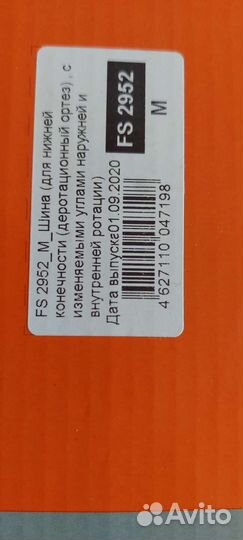 FS 2952_M_Шина (для нижней
конечности (деротационный ортез) , с
изменяемыми углами наружней и
внутренней ротации)
Дата выпуска01.09.2020
FS 2952
M
4 627110 047198
Avito